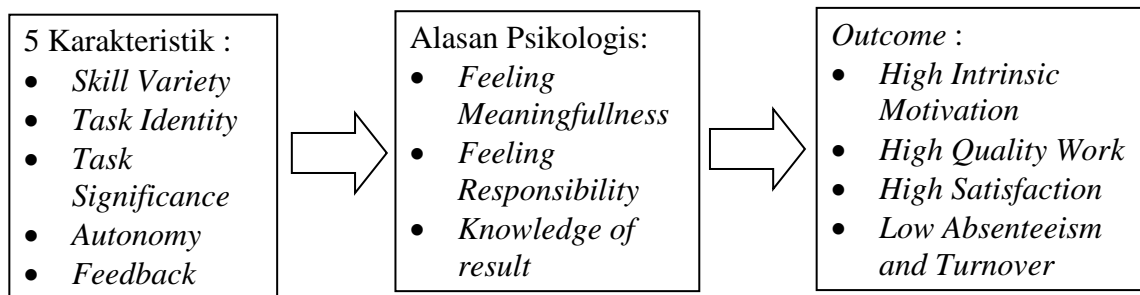 5 Karakteristik :
• Skill Variety
• Task Identity
• Task
Significance
• Autonomy
• Feedback
Alasan Psikologis:
• Feeling
Meaningfullness
• Feeling
Responsibility
• Knowledge of
result
Outcome :
• High Intrinsic
Motivation
• High Quality Work
• High Satisfaction
• Low Absenteeism
and Turnover